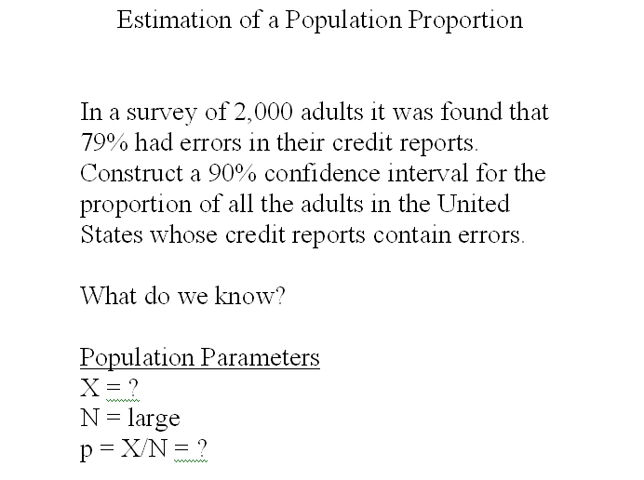 Estimation of a Population Proportion
In a survey of 2,000 adults it was found that
79% had errors in their credit reports.
Construct a 90% confidence interval for the
proportion of all the adults in the United
States whose credit reports contain errors.
What do we know?
Population Parameters
X = ?
N = large
p = X/N = ?